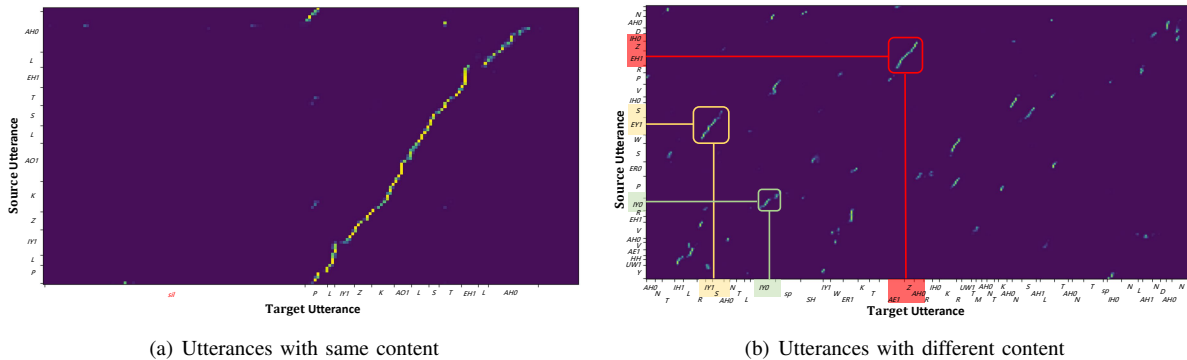 Source Utterance
AH0
L
EH1
T
S
L
AO1
K
Z
IY1
L
P
sil P L IY1 Z K AO1 L S T EH1 L AH0
Target Utterance
(a) Utterances with same content
Source Utterance
N
AH0
D
IH0
Z
EH1
R
P
V
IH0
S
EY1
W
S
ER0
P
IY0
R
EH1
V
AH0
V
AE1
HH
UW1
Y
AH0 IH1 IY1 N IY0 IY1 K Z IH0 UW1 AH0 K S T T sp N D N
N L S T sp W T AH0 K T N T T
T R AH0 L SH ER1 AE1 R R M N AH0 AH1 L AH0 N IH0 L AH1 AH0
Target Utterance
(b) Utterances with different content